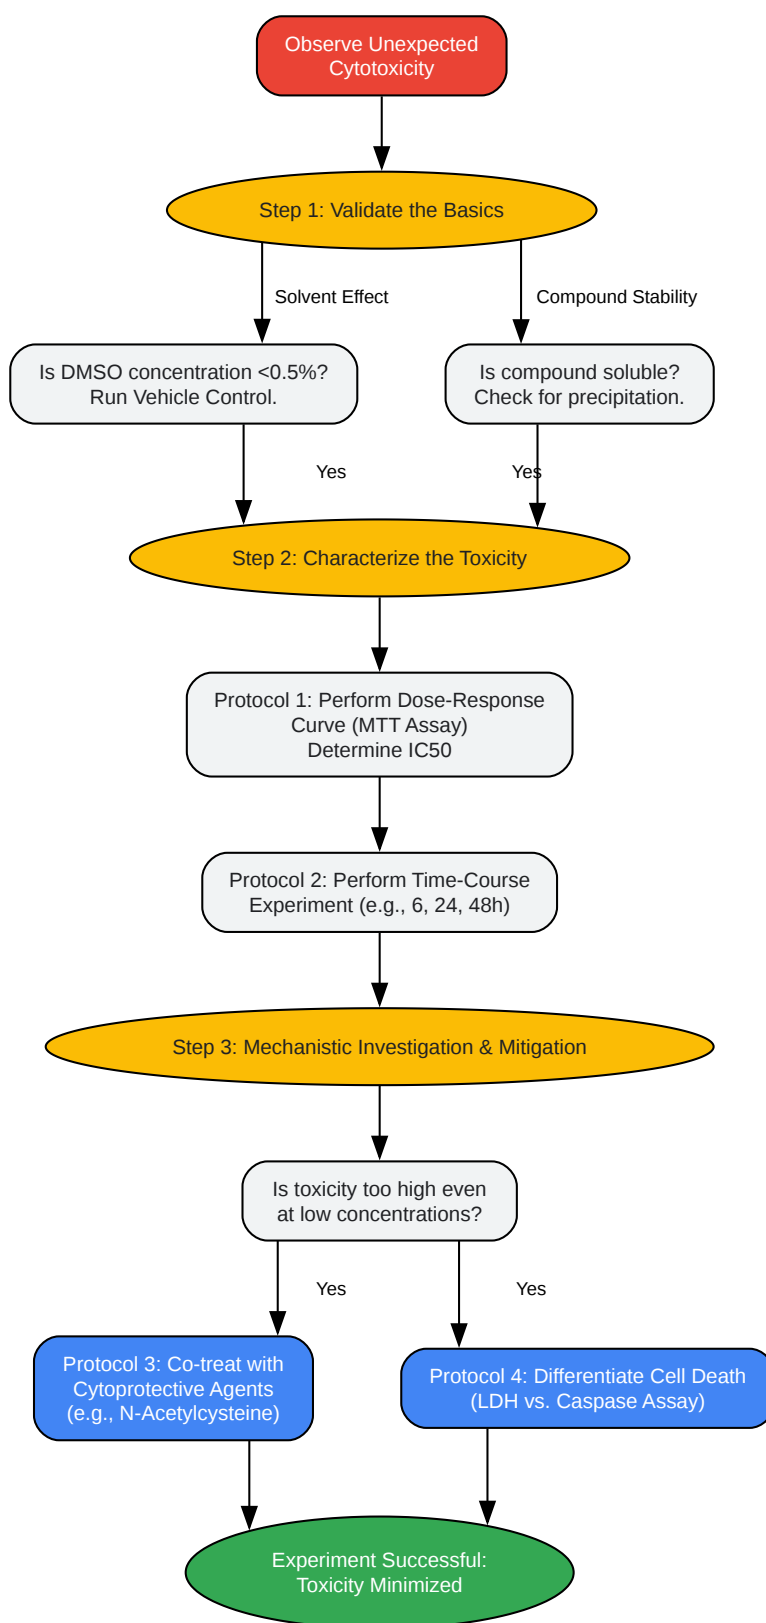 Observe Unexpected
Cytotoxicity
Step 1: Validate the Basics
Solvent Effect
Compound Stability
Is DMSO concentration <0.5%?
Run Vehicle Control.
Is compound soluble?
Check for precipitation.
Yes
Yes
Step 2: Characterize the Toxicity
Protocol 1: Perform Dose-Response
Curve (MTT Assay)
Determine IC50
Protocol 2: Perform Time-Course
Experiment (e.g., 6, 24, 48h)
Step 3: Mechanistic Investigation & Mitigation
Is toxicity too high even
at low concentrations?
Yes
Yes
Protocol 3: Co-treat with
Cytoprotective Agents
(e.g., N-Acetylcysteine)
Protocol 4: Differentiate Cell Death
(LDH vs. Caspase Assay)
Experiment Successful:
Toxicity Minimized